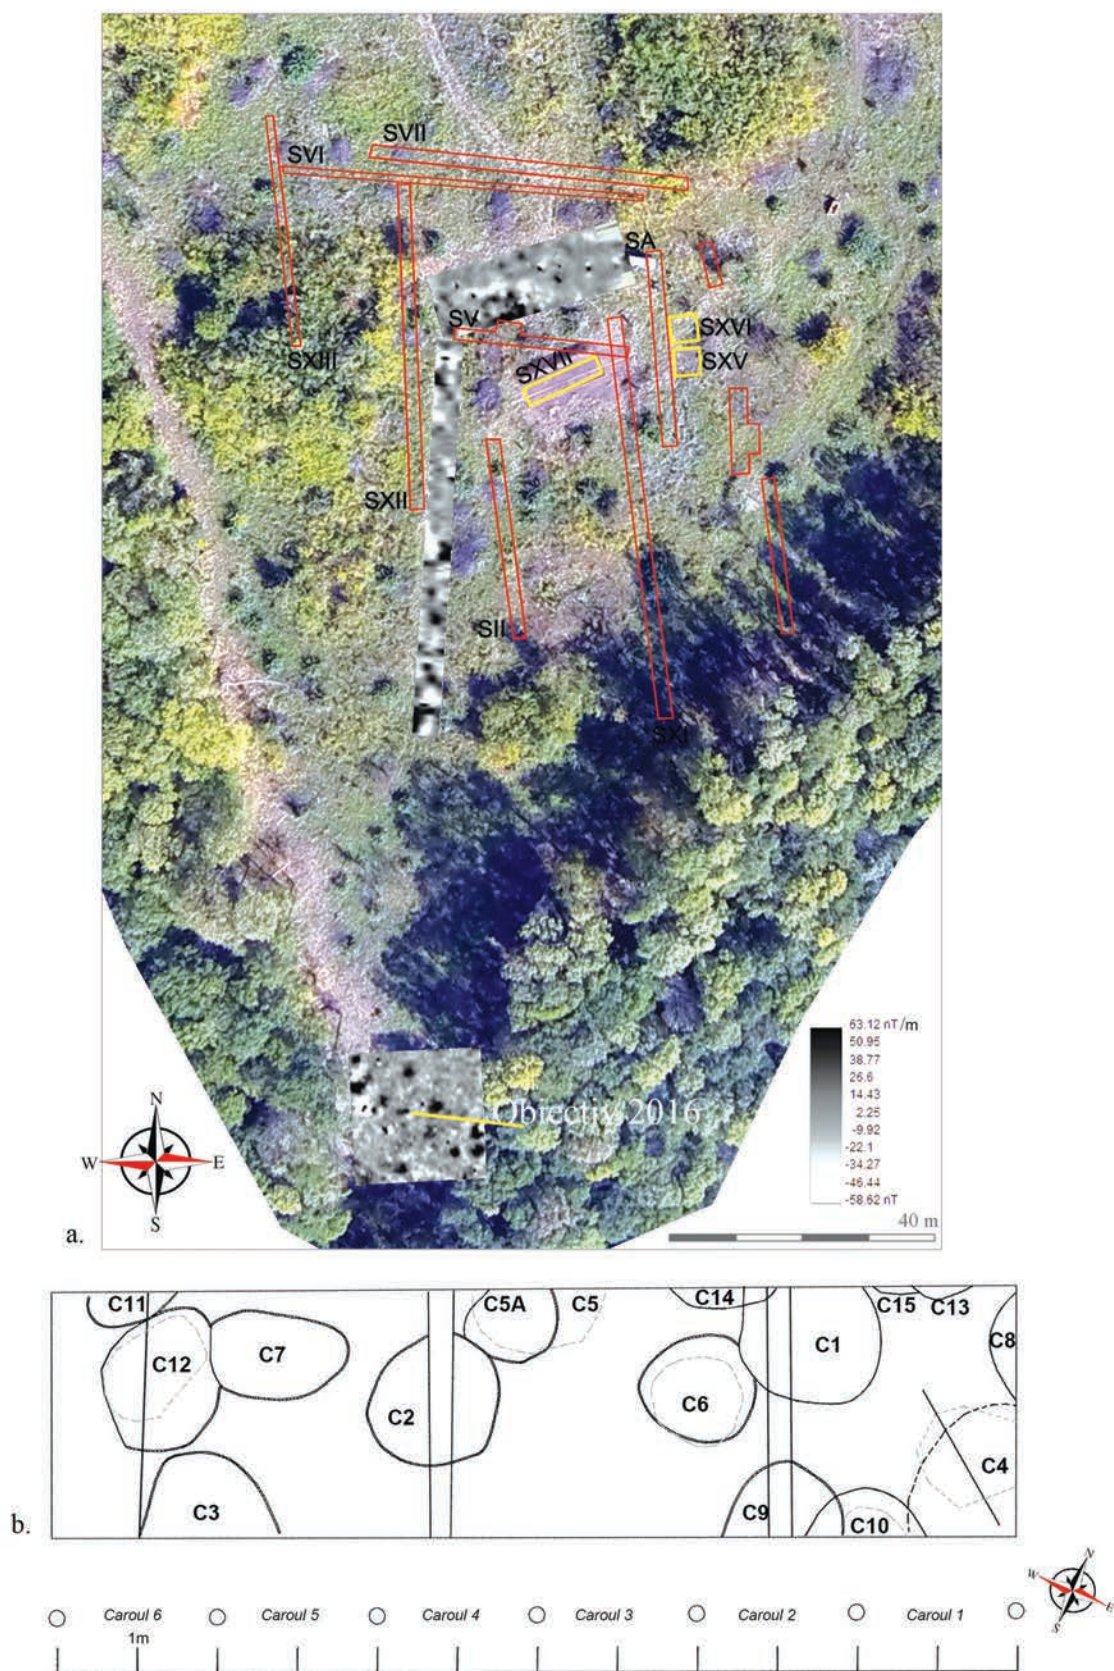 SVII
SVI
SA
SV
SXVI
SXV
SXVII
SXIII
SXII
SII
SXI
Obiectiv 2016
63.12 nT/m
50.95
38.77
26.6
14.43
2.25
-9.92
-22.1
-34.27
-46.44
-58.62 nT
N
W E
S
40 m
a.
C11
C5A C5
C14
C15 C13
C12
C7
C1
C8
C2
C6
C4
C3
C9
C10
b.
N
W
E
S
Caroul 6 Caroul 5 Caroul 4 Caroul 3 Caroul 2 Caroul 1
1m